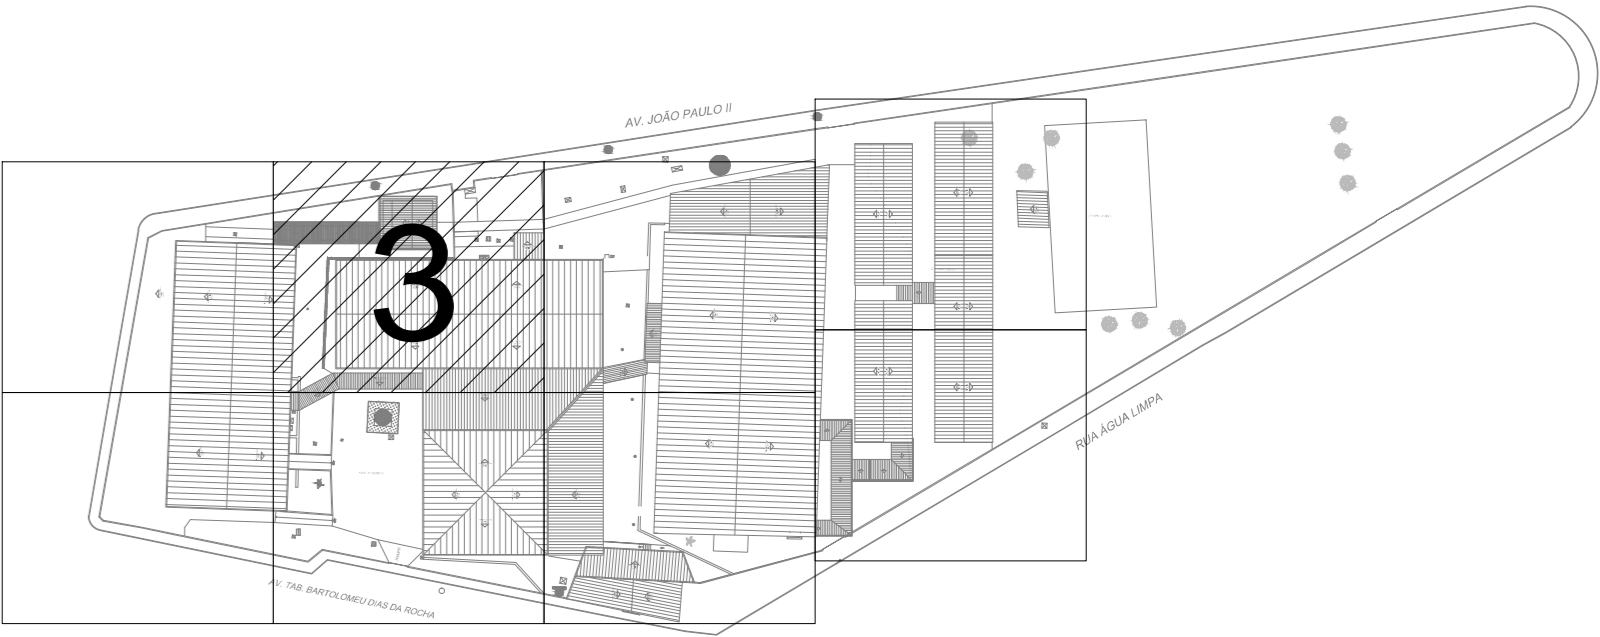 AV. JOÃO PAULO II
3
RUA ÁGUA LIMPA
AV. TAB. BARTOLOMEU DIAS DA ROCHA